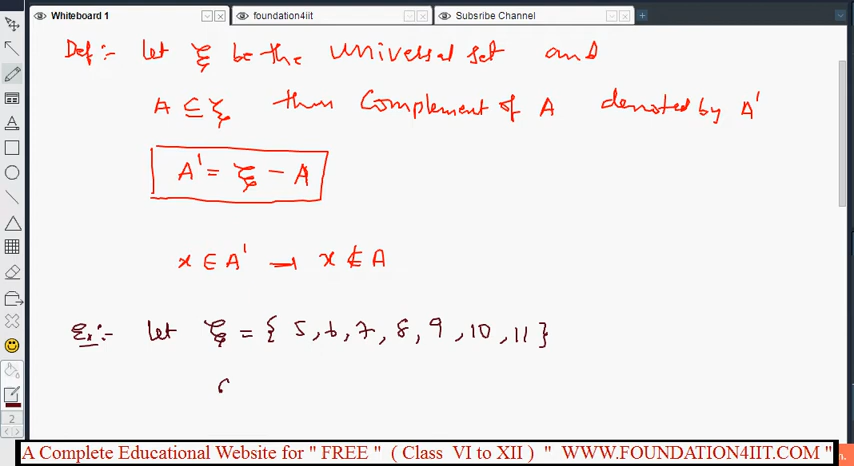 Whiteboard 1 foundation4iit Subsribe Channel
Def:- let ξ be the universal set and
A ⊆ ξ then Complement of A denoted by A'
A' = ξ - A
x ∈ A' → x ∉ A
Ex:- let ξ = { 5, 6, 7, 8, 9, 10, 11 }
2
A Complete Educational Website for " FREE " ( Class VI to XII ) " WWW.FOUNDATION4IIT.COM "